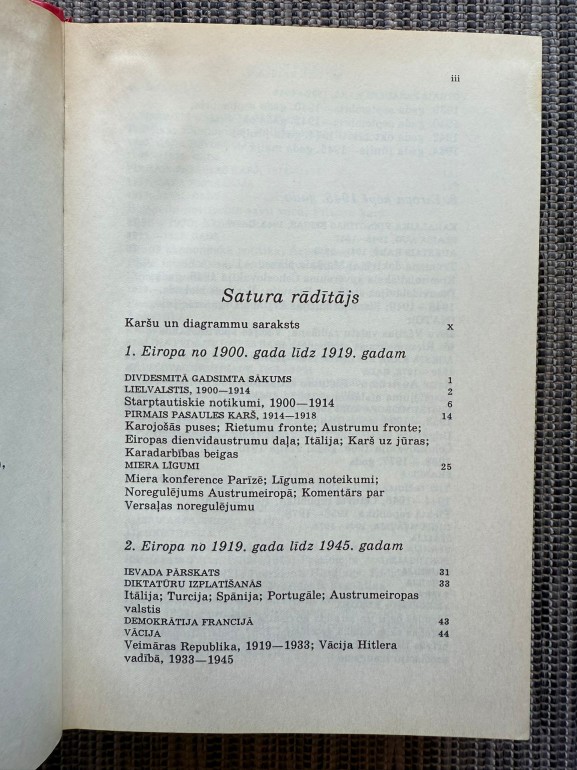 iii
Satura rādītājs
Karšu un diagrammu saraksts x
1. Eiropa no 1900. gada līdz 1919. gadam
DIVDESMITĀ GADSIMTA SĀKUMS 1
LIELVALSTIS, 1900—1914 2
Starptautiskie notikumi, 1900—1914 6
PIRMAIS PASAULES KARŠ, 1914—1918 14
Karojošās puses; Rietumu fronte; Austrumu fronte;
Eiropas dienvidaustrumu daļa; Itālija; Karš uz jūras;
Karadarbības beigas
MIERA LĪGUMI 25
Miera konference Parīzē; Līguma noteikumi;
Noregulējums Austrumeiropā; Komentārs par
Versaļas noregulējumu
2. Eiropa no 1919. gada līdz 1945. gadam
IEVADA PĀRSKATS 31
DIKTATŪRU IZPLATĪŠANĀS 33
Itālija; Turcija; Spānija; Portugāle; Austrumeiropas
valstis
DEMOKRĀTIJA FRANCIJĀ 43
VĀCIJA 44
Veimāras Republika, 1919—1933; Vācija Hitlera
vadībā, 1933—1945